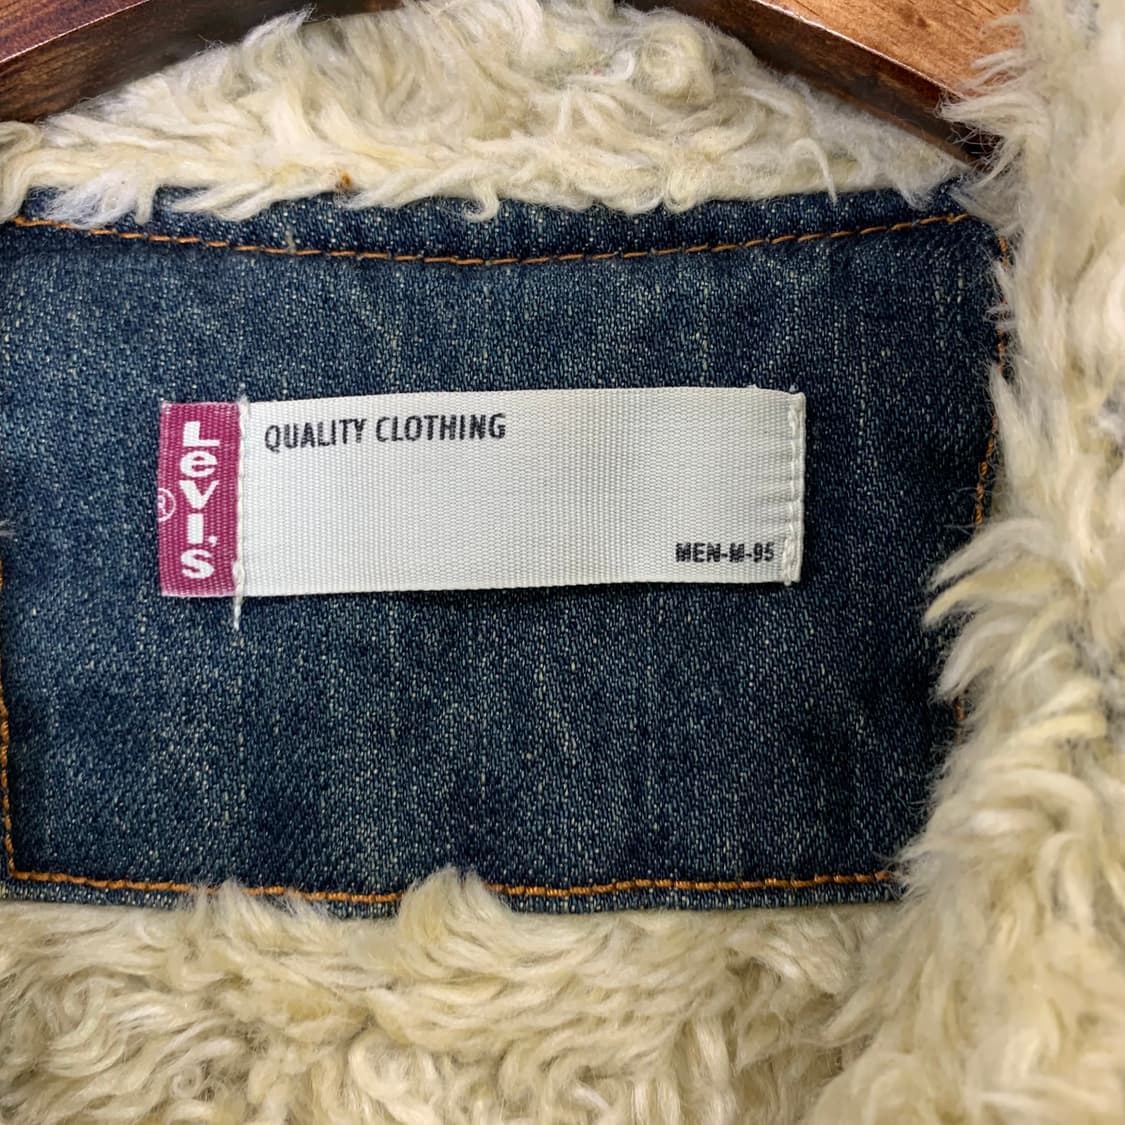 LEVI'S
®
QUALITY CLOTHING
MEN-M-95